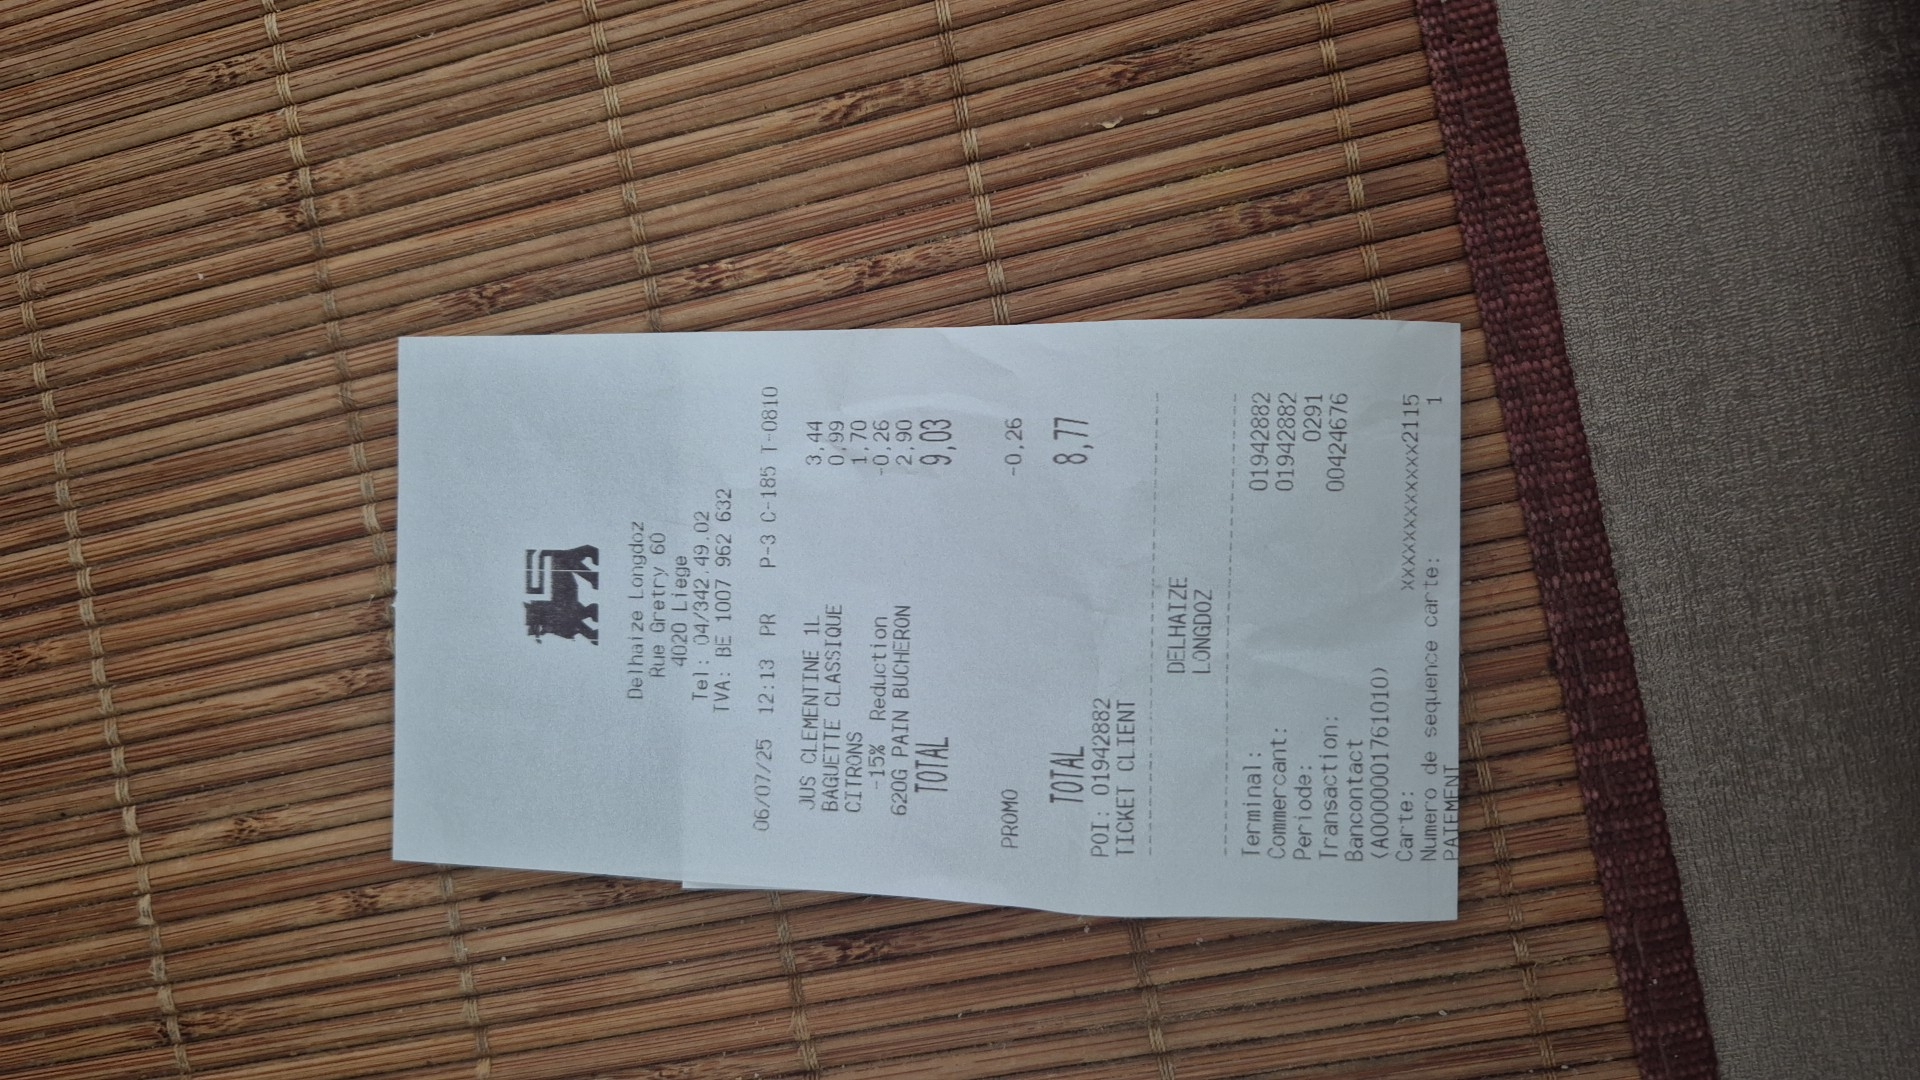 Delhaize Longdoz
Rue Gretry 60
4020 Liege
Tel: 04/342.49.02
TVA: BE 1007 962 632
06/07/25 12:13 PR P-3 C-185 T-0810
JUS CLEMENTINE 1L 3,44
BAGUETTE CLASSIQUE 0,99
CITRONS 1,70
-15% Reduction -0,26
620G PAIN BUCHERON 2,90
TOTAL 9,03
PROMO -0,26
TOTAL 8,77
POI: 01942882
TICKET CLIENT
DELHAIZE
LONGDOZ
Terminal: 01942882
Commercant: 01942882
Periode: 0291
Transaction: 00424676
Bancontact
(A0000001761010)
Carte: xxxxxxxxxxxxx2115
Numero de sequence carte: 1
PAIEMENT